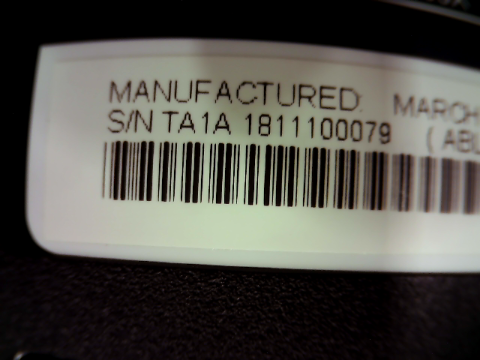 MANUFACTURED: MARCH
S/N TA1A 1811100079 (ABL